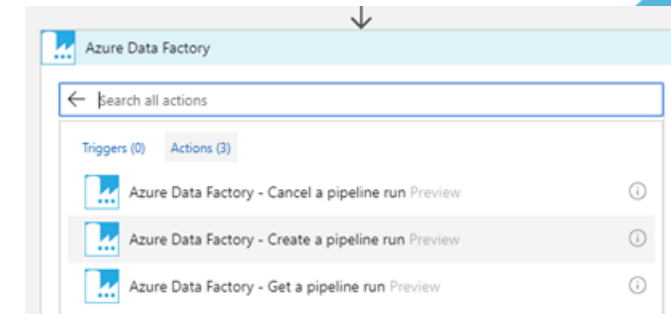 Azure Data Factory
Search all actions
Triggers (0) Actions (3)
Azure Data Factory - Cancel a pipeline run Preview
Azure Data Factory - Create a pipeline run Preview
Azure Data Factory - Get a pipeline run Preview